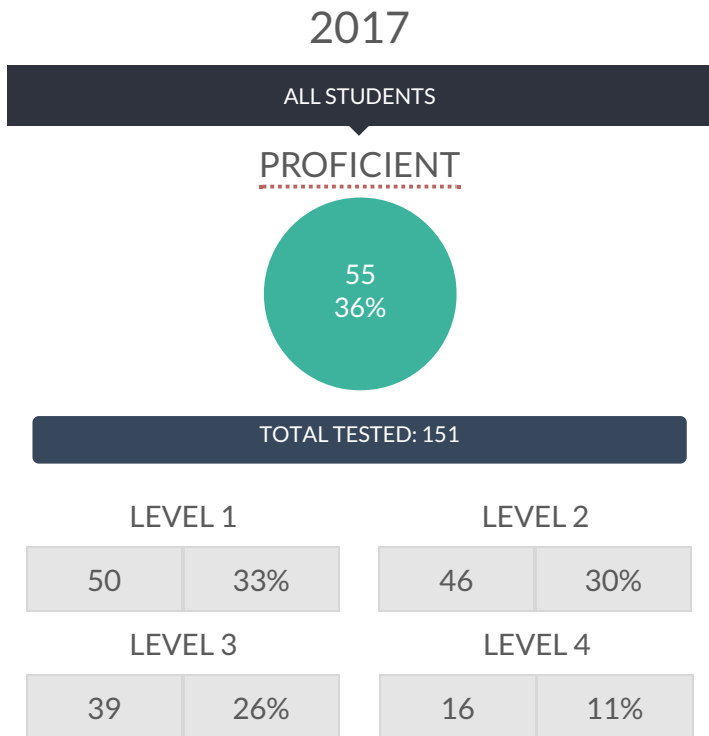 2017
ALL STUDENTS
PROFICIENT
55
36%
TOTAL TESTED: 151
LEVEL 1 LEVEL 2
50 33% 46 30%
LEVEL 3 LEVEL 4
39 26% 16 11%